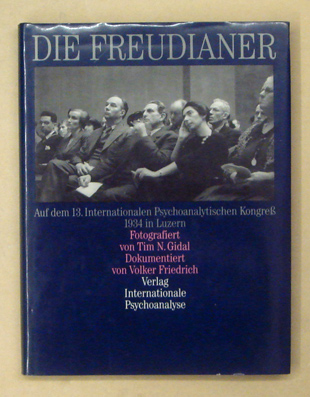 DIE FREUDIANER
Auf dem 13. Internationalen Psychoanalytischen Kongreß
1934 in Luzern
Fotografiert
von Tim N. Gidal
Dokumentiert
von Volker Friedrich
Verlag
Internationale
Psychoanalyse